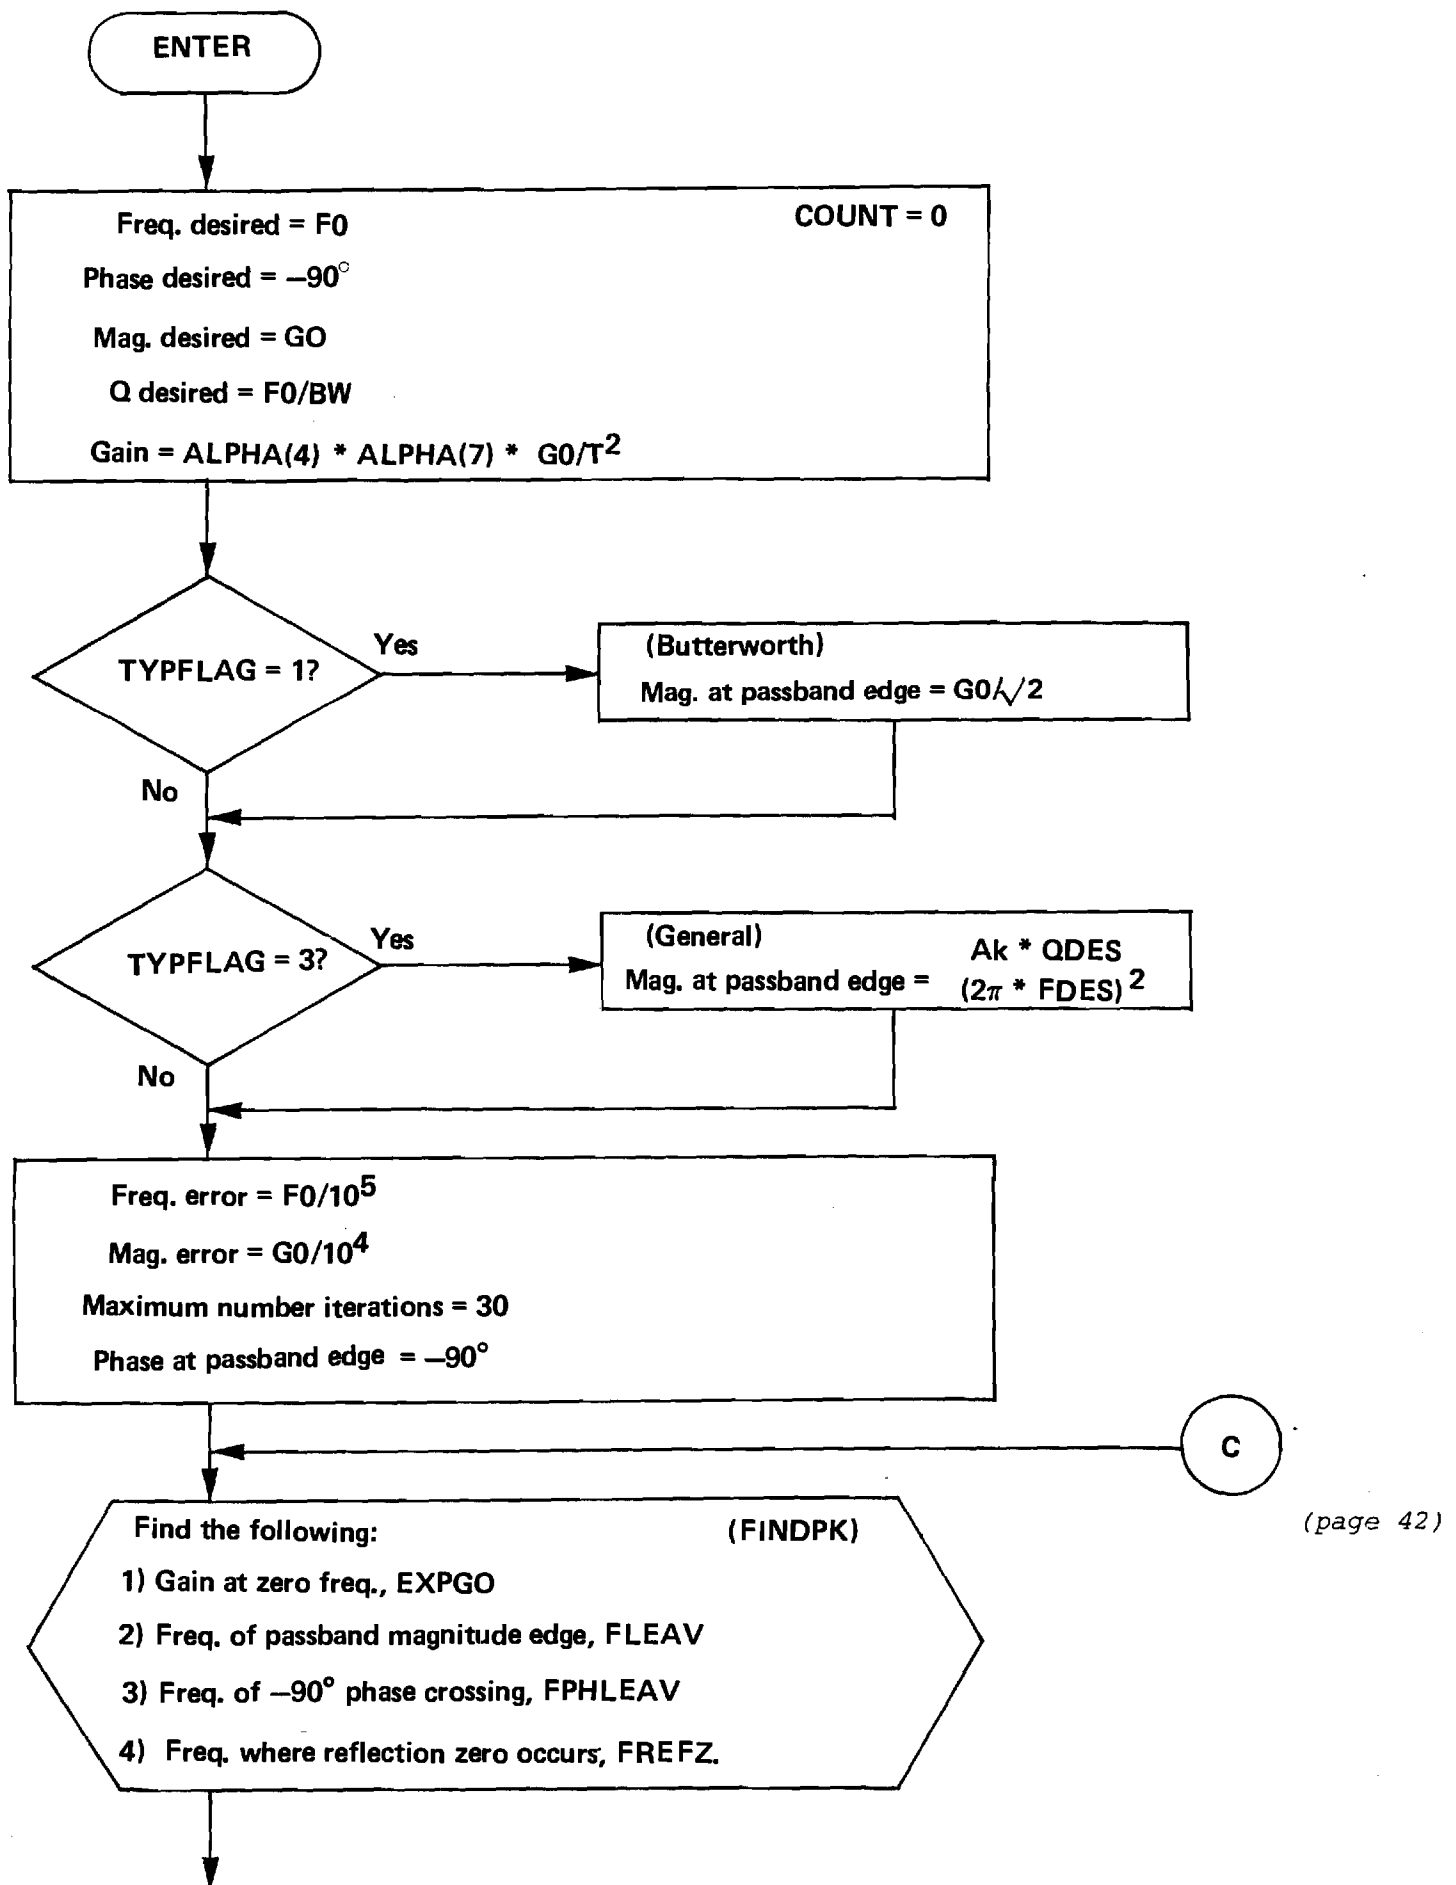 ENTER
COUNT = 0
Freq. desired = F0
Phase desired = −90°
Mag. desired = GO
Q desired = F0/BW
Gain = ALPHA(4) * ALPHA(7) * G0/T²
TYPFLAG = 1?
Yes
(Butterworth)
Mag. at passband edge = G0/√2
No
TYPFLAG = 3?
Yes
(General)
Ak * QDES
Mag. at passband edge =
(2π * FDES)²
No
Freq. error = F0/10⁵
Mag. error = G0/10⁴
Maximum number iterations = 30
Phase at passband edge = −90°
C
(page 42)
Find the following: (FINDPK)
1) Gain at zero freq., EXPGO
2) Freq. of passband magnitude edge, FLEAV
3) Freq. of −90° phase crossing, FPHLEAV
4) Freq. where reflection zero occurs, FREFZ.